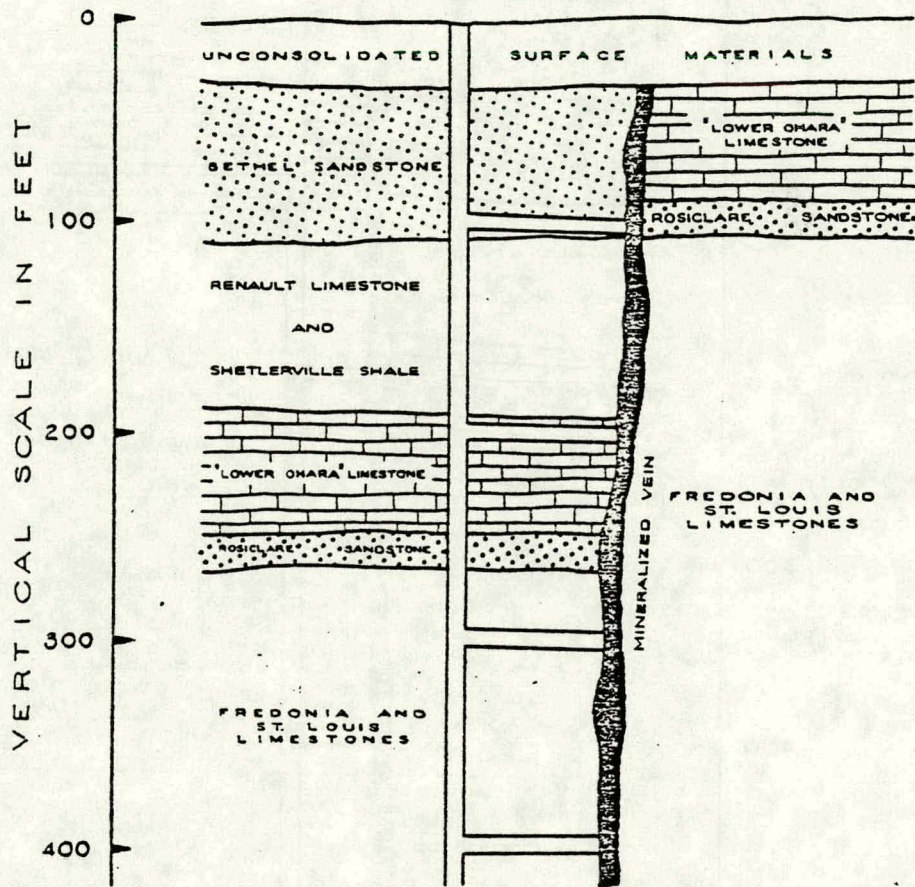 VERTICAL SCALE IN FEET
0
100
200
300
400
UNCONSOLIDATED SURFACE MATERIALS
BETHEL SANDSTONE
"LOWER OHARA"
LIMESTONE
ROSICLARE SANDSTONE
RENAULT LIMESTONE
AND
SHETLERVILLE SHALE
"LOWER OHARA" LIMESTONE
ROSICLARE SANDSTONE
MINERALIZED VEIN
FREDONIA AND
ST. LOUIS
LIMESTONES
FREDONIA AND
ST. LOUIS
LIMESTONES